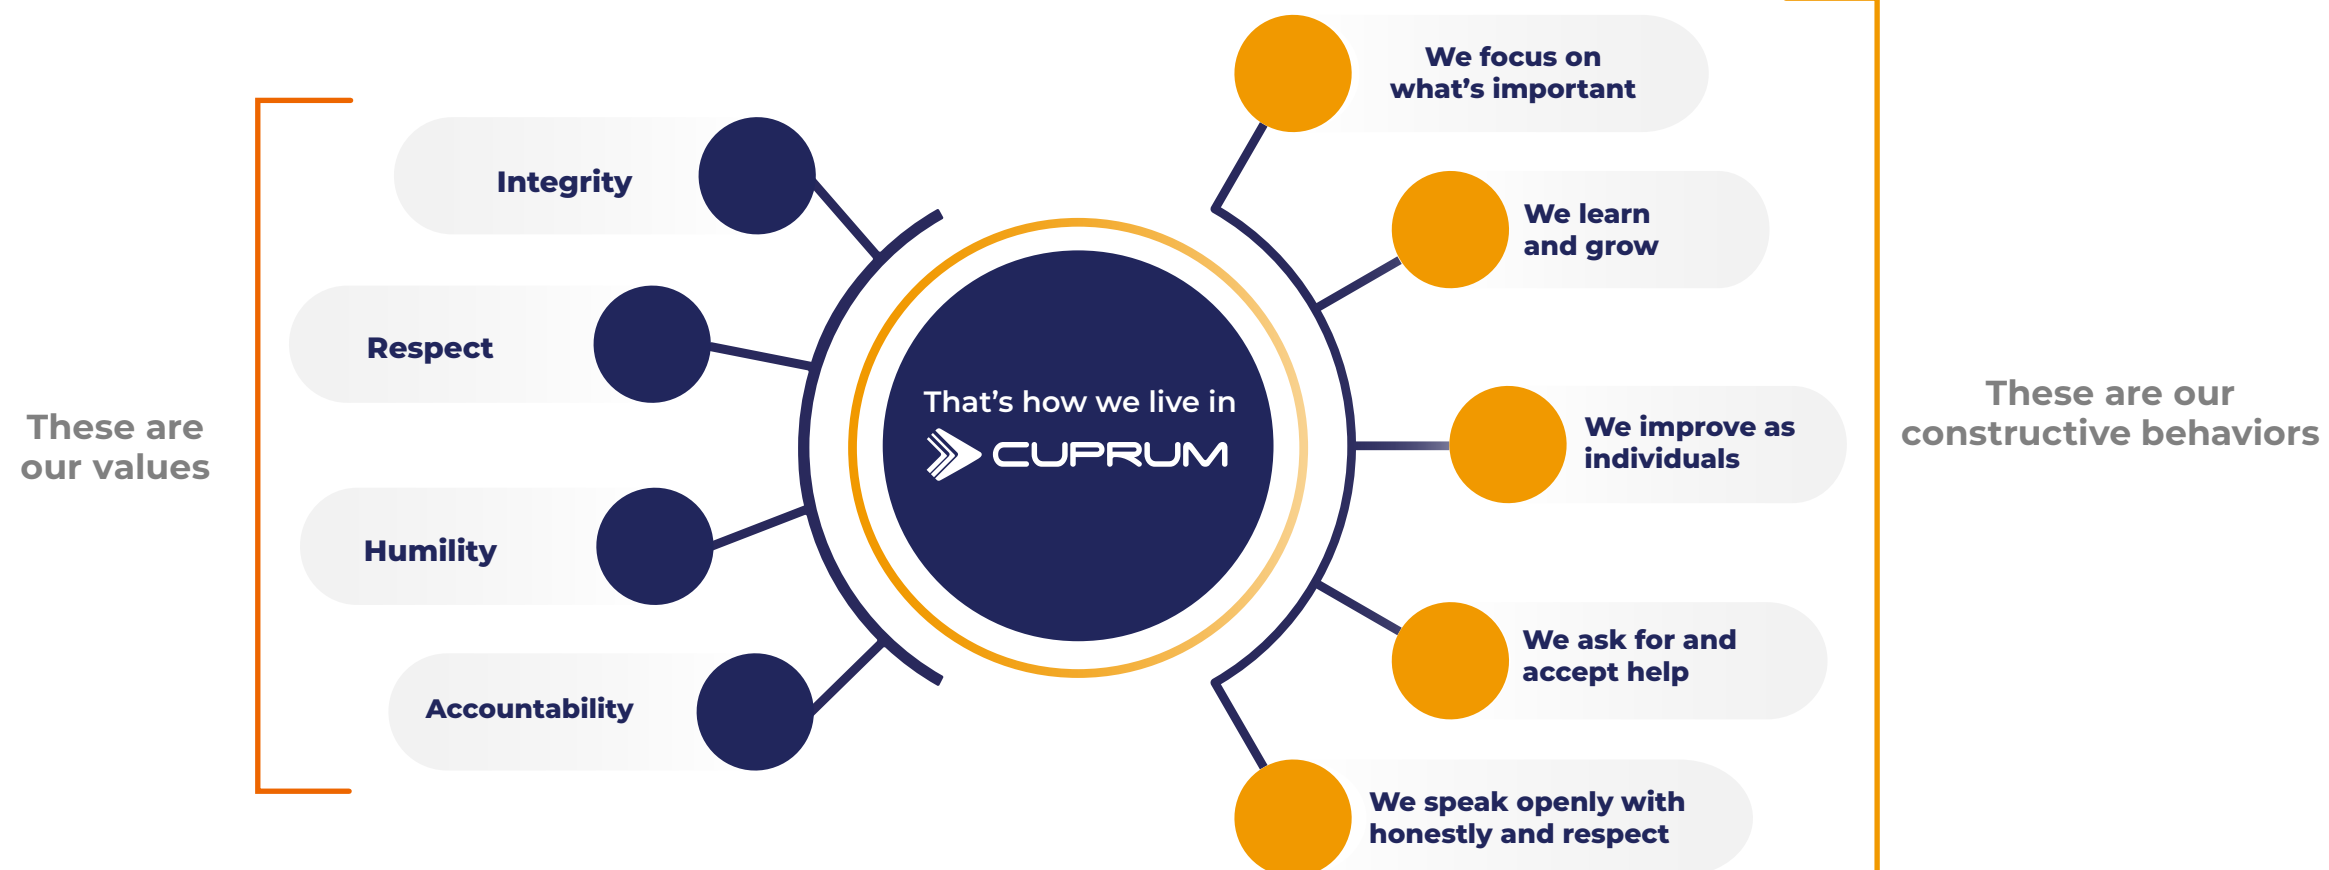 These are
our values
Integrity
Respect
Humility
Accountability
That’s how we live in
CUPRUM
We focus on
what’s important
We learn
and grow
We improve as
individuals
We ask for and
accept help
We speak openly with
honestly and respect
These are our
constructive behaviors